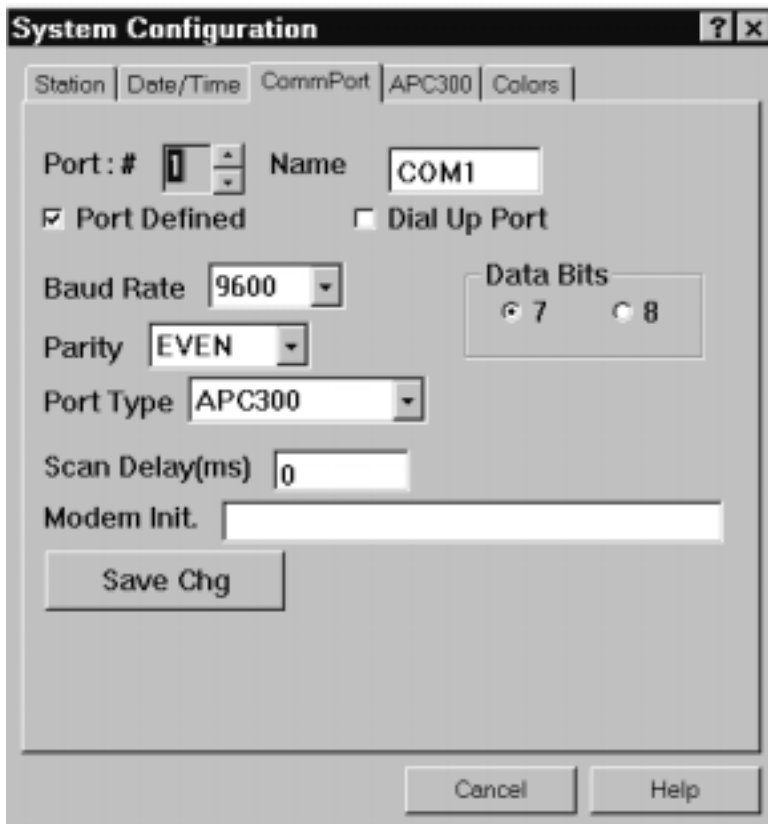 System Configuration ? x
Station Date/Time CommPort APC300 Colors
Port : # 1 Name COM1
Port Defined Dial Up Port
Baud Rate 9600 Data Bits
7 8
Parity EVEN
Port Type APC300
Scan Delay(ms) 0
Modem Init.
Save Chg
Cancel Help